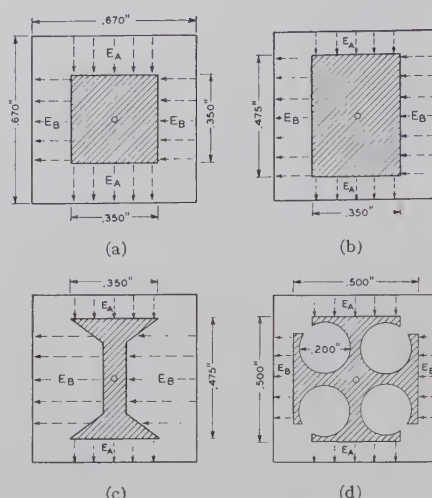 .670"
E_A
.670"
E_B
E_B
.350"
E_A
.350"
(a)
E_A
.475"
E_B
E_B
E_A
.350"
(b)
.350"
E_A
E_B
E_B
.475"
E_A
(c)
.500"
E_A
.200"
.500"
E_B
E_B
E_A
(d)